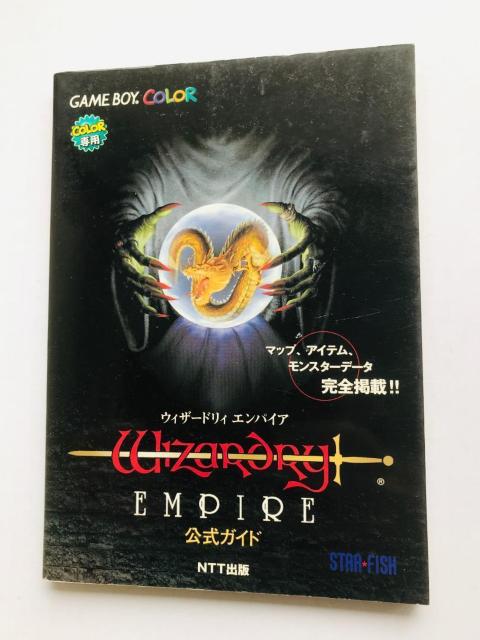 GAME BOY COLOR
COLOR
専用
マップ、アイテム、
モンスターデータ
完全掲載!!
ウィザードリィ エンパイア
Wizardry
®
EMPIRE
公式ガイド
STAR★FISH
NTT出版